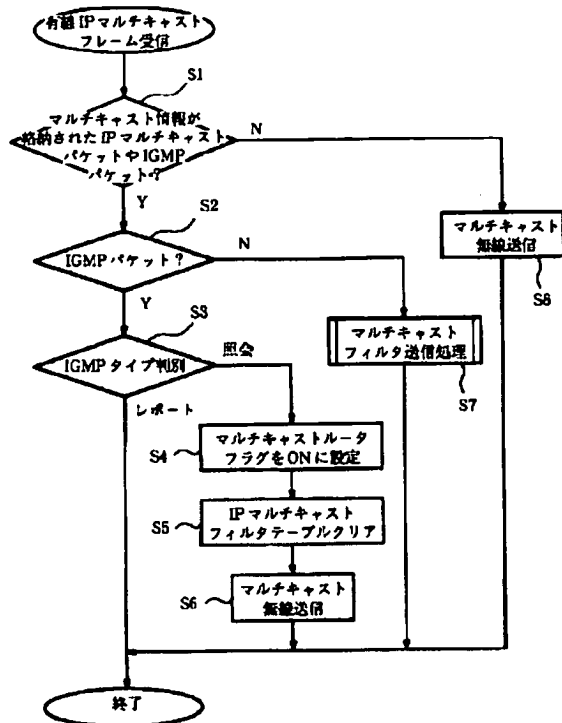 有線IPマルチキャスト
フレーム受信
S1
マルチキャスト情報が
格納されたIPマルチキャスト
パケットやIGMP
パケット?
N
Y
S2
IGMPパケット?
N
マルチキャスト
無線送信
S8
Y
S3
IGMPタイプ判別
照会
マルチキャスト
フィルタ送信処理
S7
レポート
S4
マルチキャストルータ
フラグをONに設定
S5
IPマルチキャスト
フィルタテーブルクリア
S6
マルチキャスト
無線送信
終了